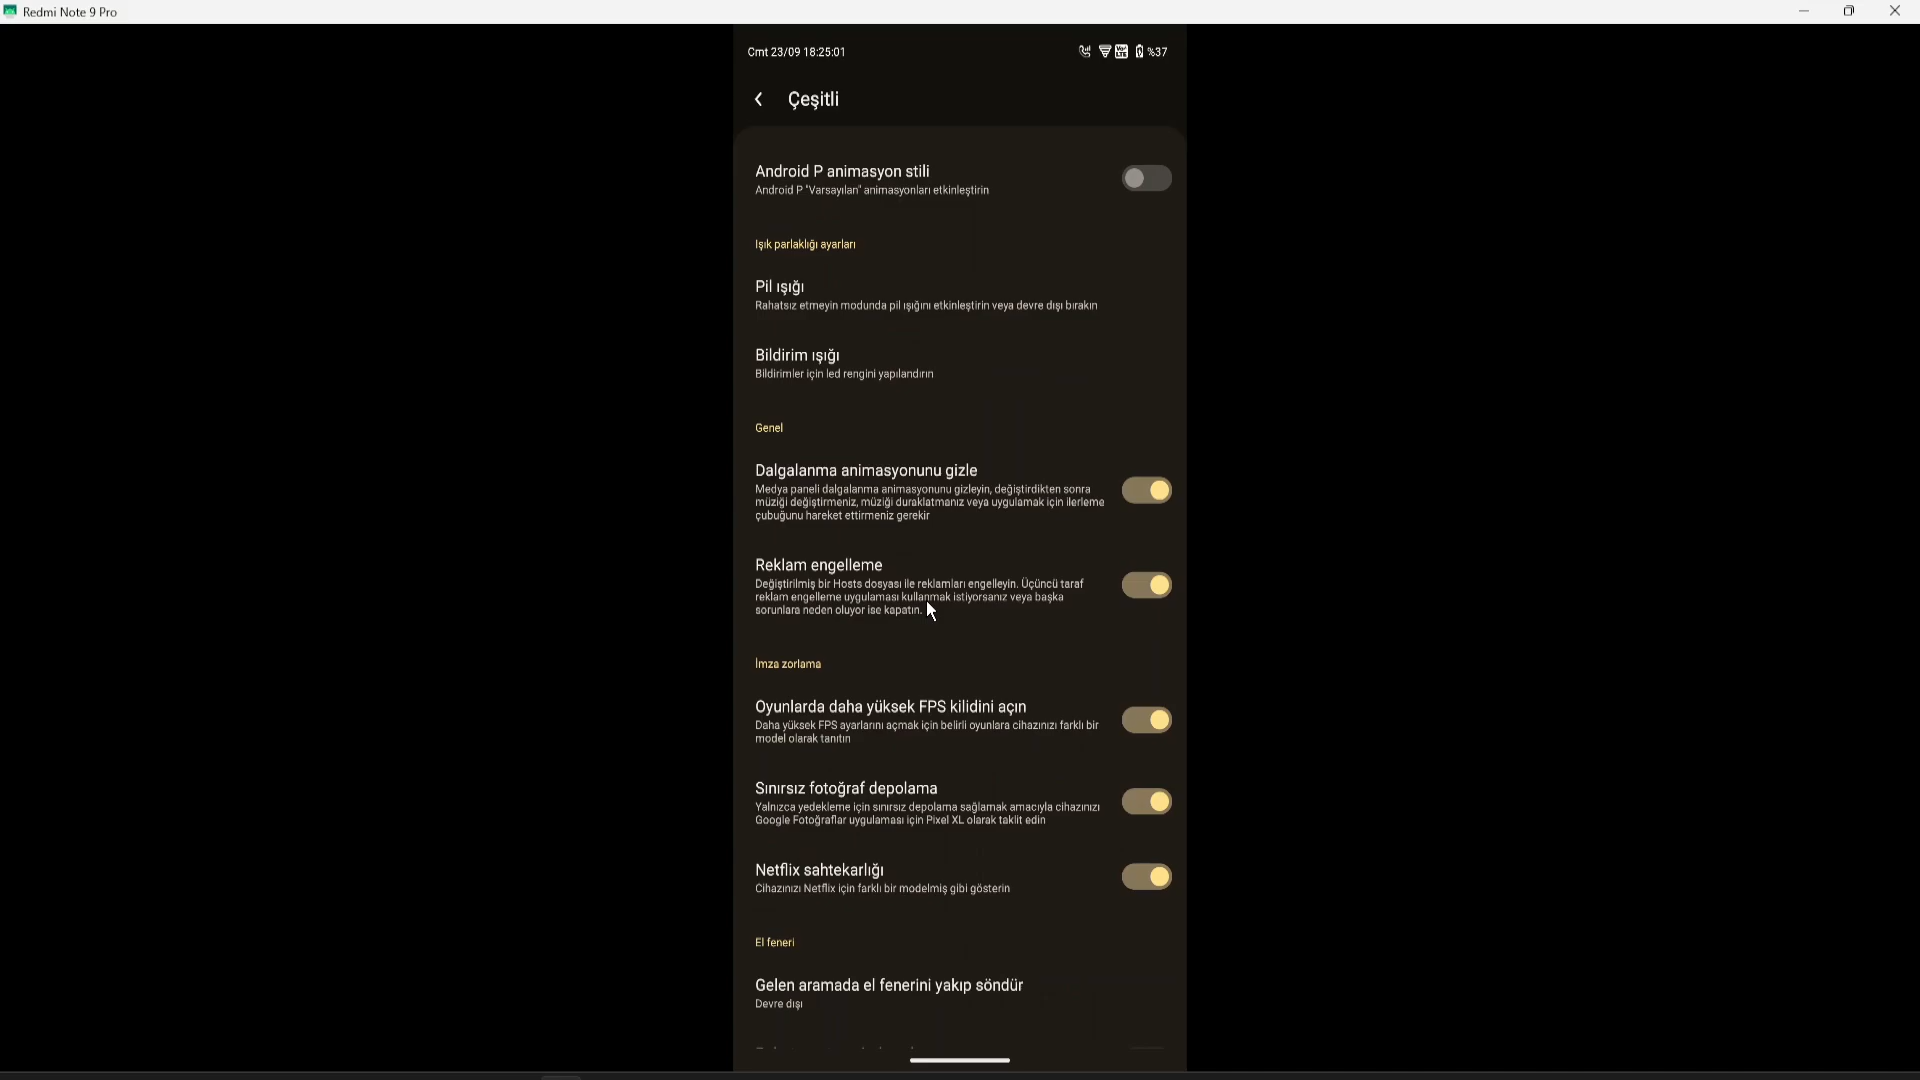 Redmi Note 9 Pro
Cmt 23/09 18:25:01
%37
Çeşitli
Android P animasyon stili
Android P "Varsayılan" animasyonları etkinleştirin
Işık parlaklığı ayarları
Pil ışığı
Rahatsız etmeyin modunda pil ışığını etkinleştirin veya devre dışı bırakın
Bildirim ışığı
Bildirimler için led rengini yapılandırın
Genel
Dalgalanma animasyonunu gizle
Medya paneli dalgalanma animasyonunu gizleyin, değiştirdikten sonra
müziği değiştirmeniz, müziği duraklatmanız veya uygulamak için ilerleme
çubuğunu hareket ettirmeniz gerekir
Reklam engelleme
Değiştirilmiş bir Hosts dosyası ile reklamları engelleyin. Üçüncü taraf
reklam engelleme uygulaması kullanmak istiyorsanız veya başka
sorunlara neden oluyor ise kapatın.
İmza zorlama
Oyunlarda daha yüksek FPS kilidini açın
Daha yüksek FPS ayarlarını açmak için belirli oyunlara cihazınızı farklı bir
model olarak tanıtın
Sınırsız fotoğraf depolama
Yalnızca yedekleme için sınırsız depolama sağlamak amacıyla cihazınızı
Google Fotoğraflar uygulaması için Pixel XL olarak taklit edin
Netflix sahtekarlığı
Cihazınızı Netflix için farklı bir modelmiş gibi gösterin
El feneri
Gelen aramada el fenerini yakıp söndür
Devre dışı